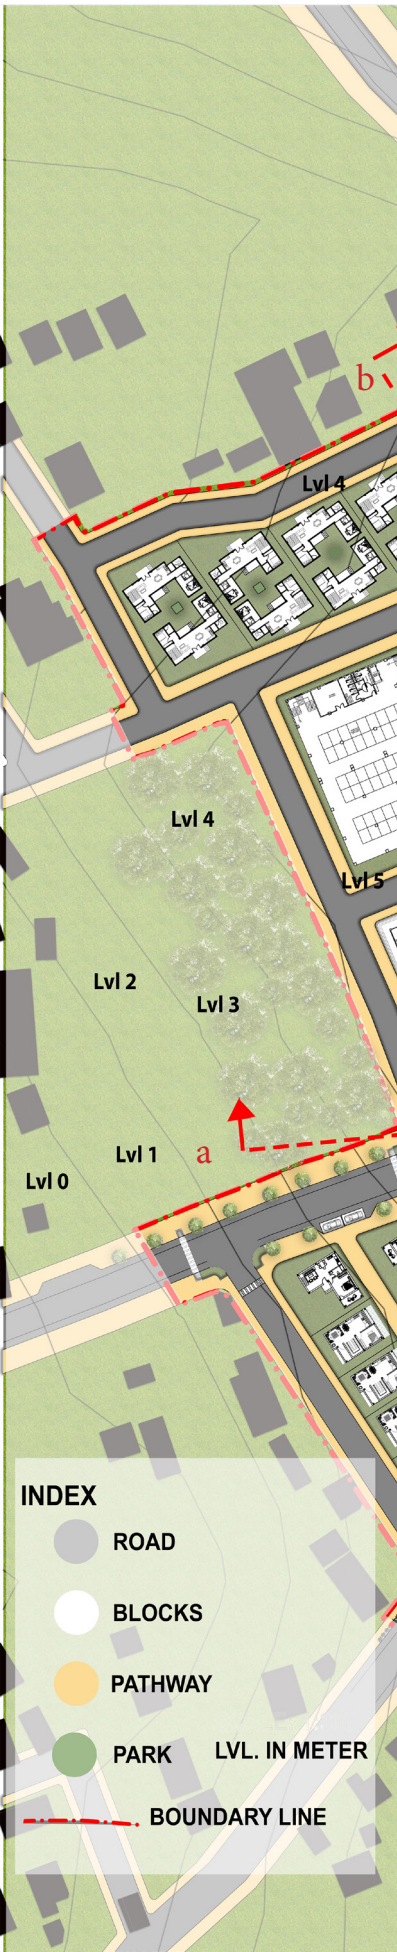 b
Lvl 4
Lvl 4
Lvl 5
Lvl 2
Lvl 3
Lvl 1
a
Lvl 0
INDEX
ROAD
BLOCKS
PATHWAY
PARK LVL. IN METER
BOUNDARY LINE